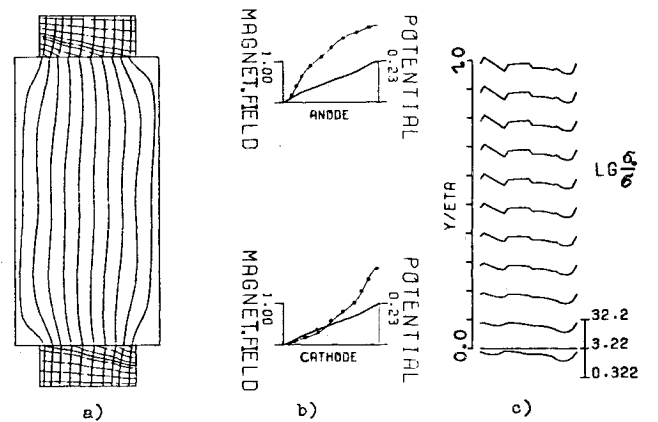 MAGNET.FIELD
1.00
POTENTIAL
0.23
ANODE
MAGNET.FIELD
1.00
POTENTIAL
0.23
CATHODE
1.0
Y/ETA
0.0
LG
32.2
3.22
0.322
a)
b)
c)